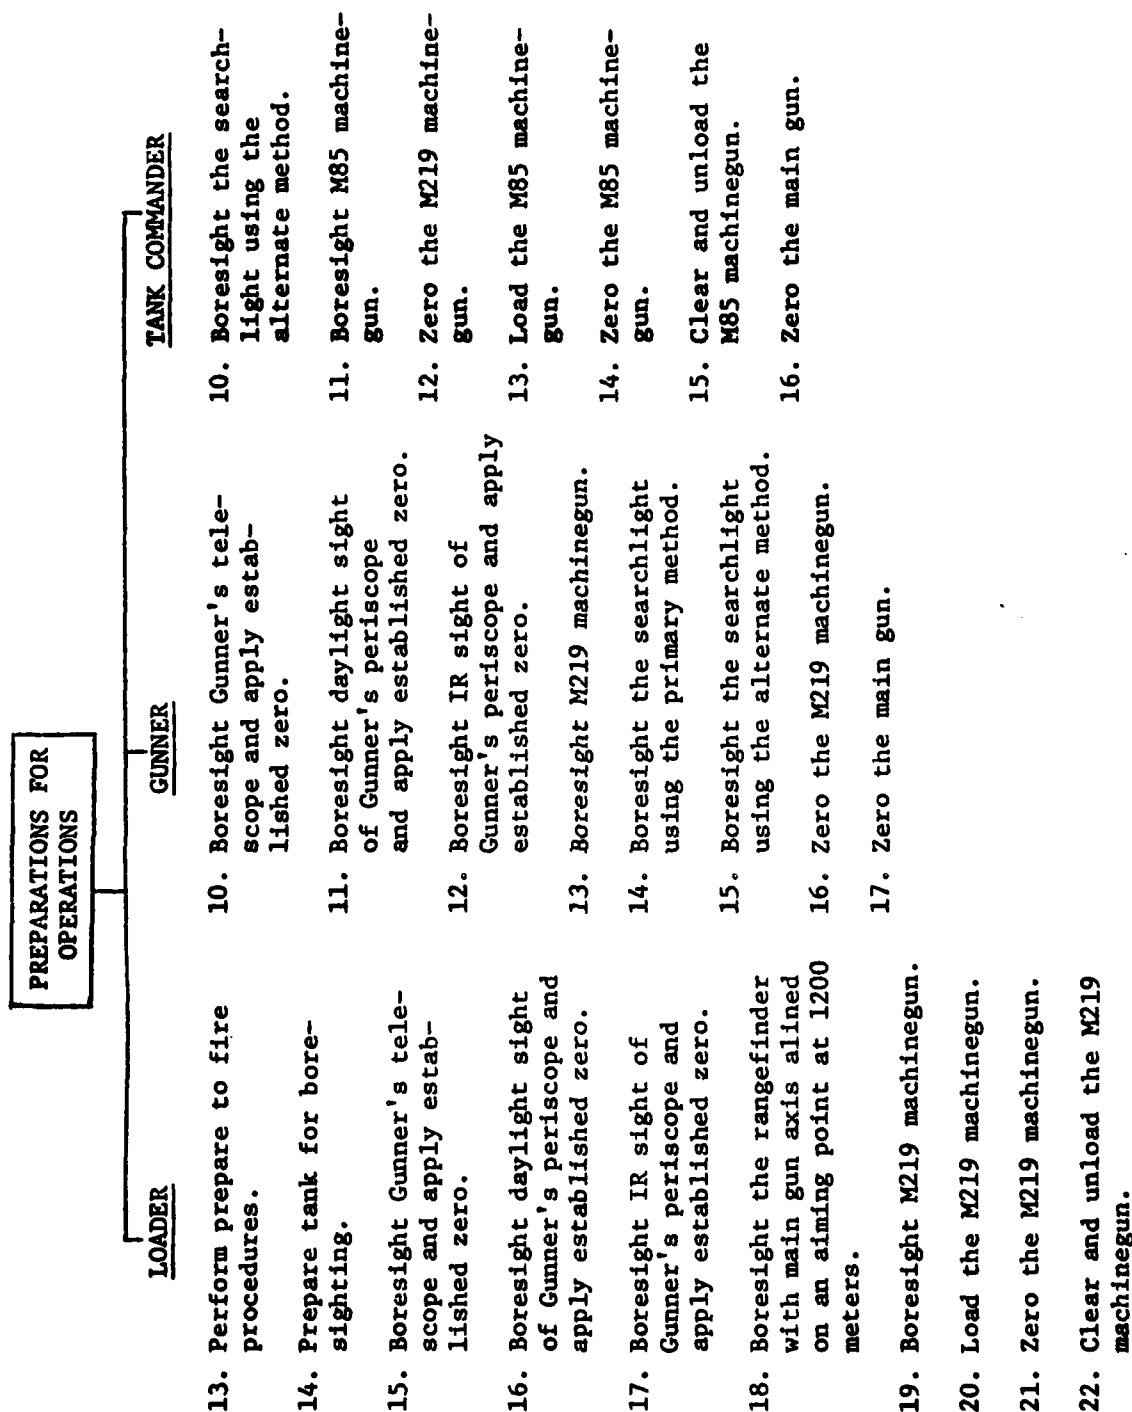 PREPARATIONS FOR
OPERATIONS
LOADER
13. Perform prepare to fire
procedures.
14. Prepare tank for bore-
sighting.
15. Boresight Gunner's tele-
scope and apply estab-
lished zero.
16. Boresight daylight sight
of Gunner's periscope and
apply established zero.
17. Boresight IR sight of
Gunner's periscope and
apply established zero.
18. Boresight the rangefinder
with main gun axis alined
on an aiming point at 1200
meters.
19. Boresight M219 machinegun.
20. Load the M219 machinegun.
21. Zero the M219 machinegun.
22. Clear and unload the M219
machinegun.
GUNNER
10. Boresight Gunner's tele-
scope and apply estab-
lished zero.
11. Boresight daylight sight
of Gunner's periscope
and apply established zero.
12. Boresight IR sight of
Gunner's periscope and apply
established zero.
13. Boresight M219 machinegun.
14. Boresight the searchlight
using the primary method.
15. Boresight the searchlight
using the alternate method.
16. Zero the M219 machinegun.
17. Zero the main gun.
TANK COMMANDER
10. Boresight the search-
light using the
alternate method.
11. Boresight M85 machine-
gun.
12. Zero the M219 machine-
gun.
13. Load the M85 machine-
gun.
14. Zero the M85 machine-
gun.
15. Clear and unload the
M85 machinegun.
16. Zero the main gun.